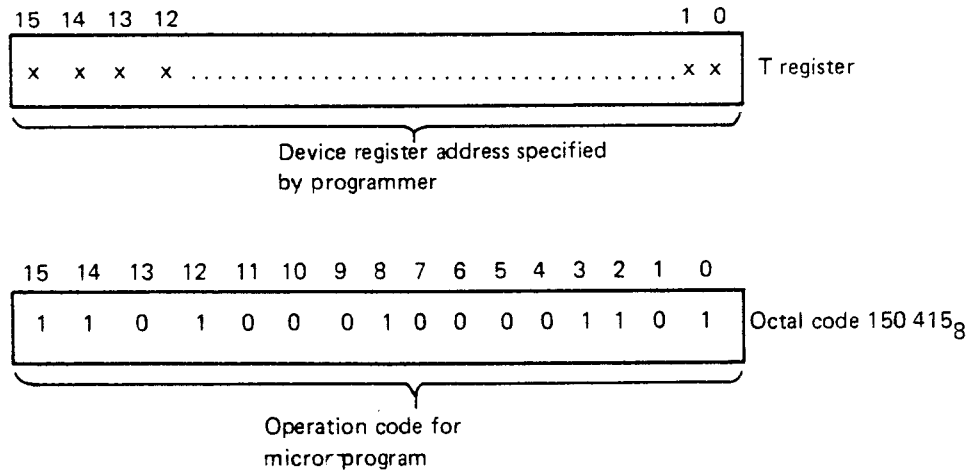 15 14 13 12 1 0
x x x x ........................................ x x T register
Device register address specified
by programmer
15 14 13 12 11 10 9 8 7 6 5 4 3 2 1 0
1 1 0 1 0 0 0 1 0 0 0 0 1 1 0 1 Octal code 150 415₈
Operation code for
program